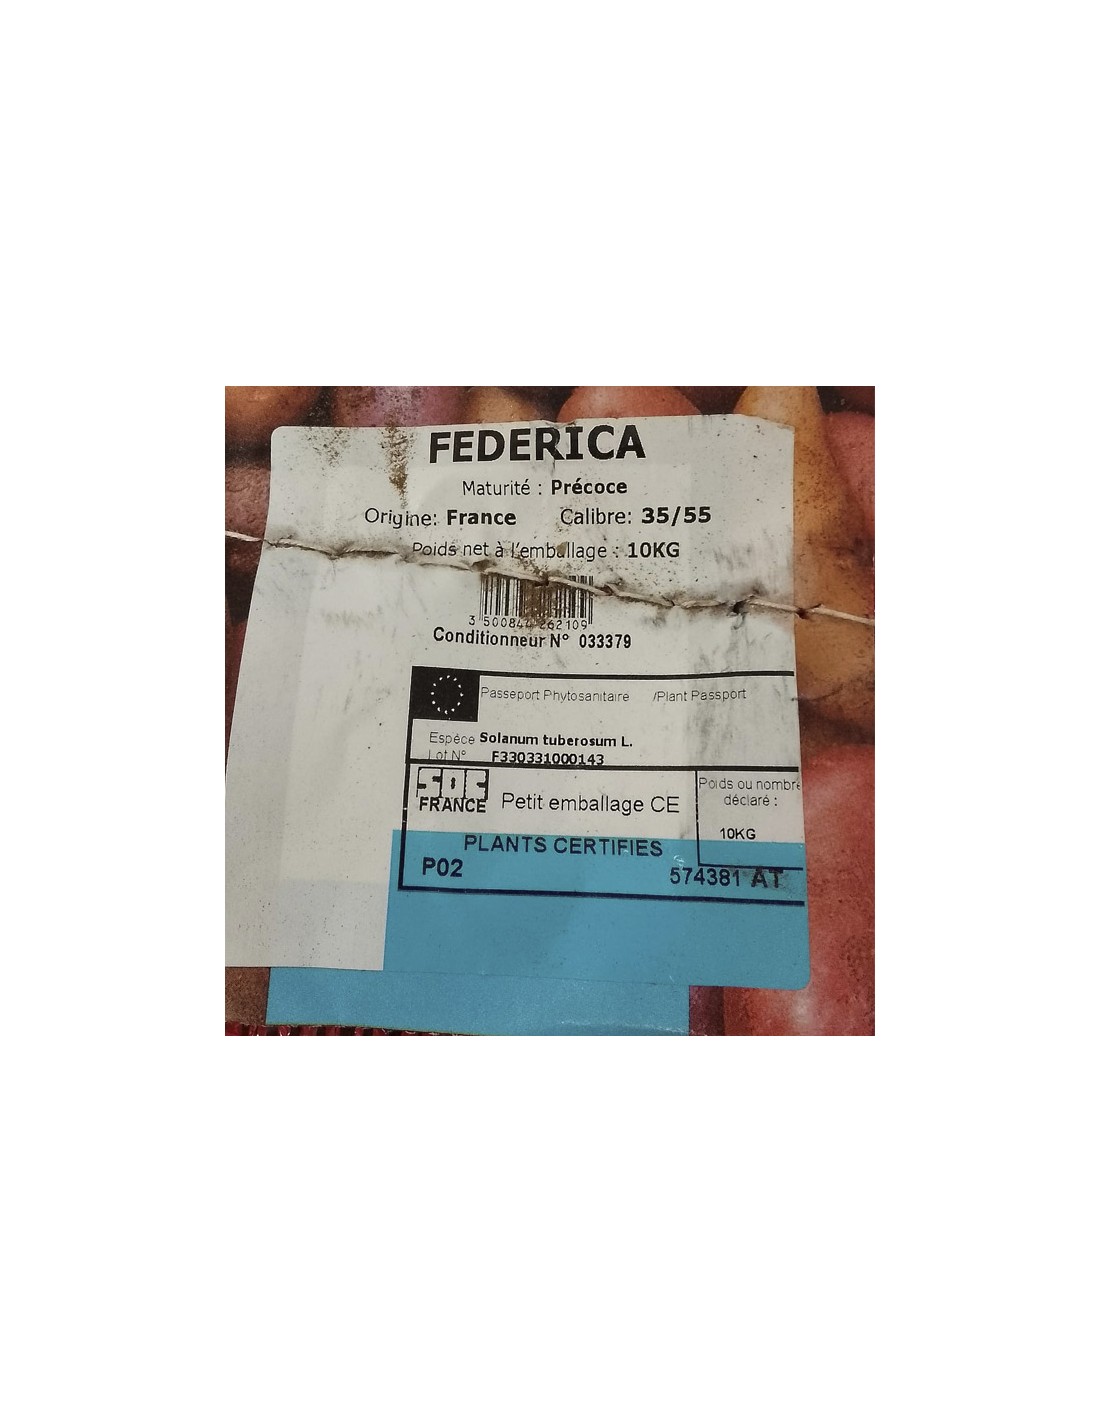 FEDERICA
Maturité : Précoce
Origine: France Calibre: 35/55
Poids net à l'emballage : 10KG
262109
Conditionneur N° 033379
Passeport Phytosanitaire /Plant Passport
Espèce Solanum tuberosum L.
Lot N° F330331000143
SOC
FRANCE
Petit emballage CE
Poids ou nombre
déclaré :
10KG
PLANTS CERTIFIES
P02
574381 AT